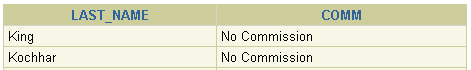 LAST_NAME COMM
King No Commission
Kochhar No Commission